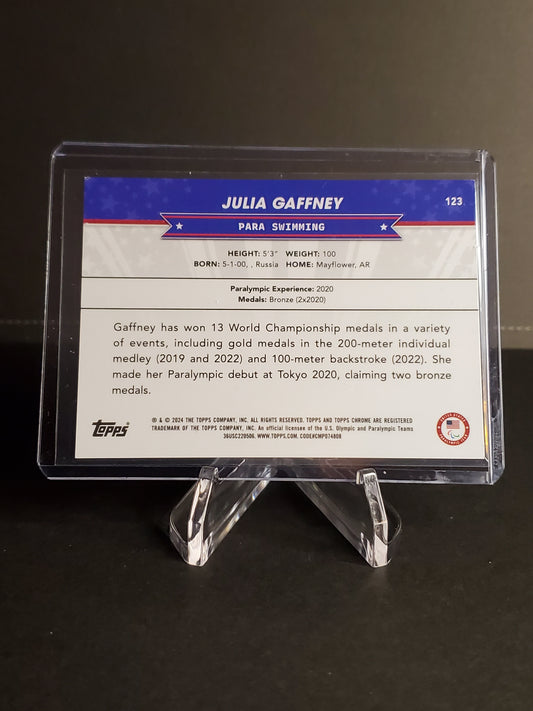 JULIA GAFFNEY
123
PARA SWIMMING
HEIGHT: 5'3" WEIGHT: 100
BORN: 5-1-00, , Russia HOME: Mayflower, AR
Paralympic Experience: 2020
Medals: Bronze (2x2020)
Gaffney has won 13 World Championship medals in a variety
of events, including gold medals in the 200-meter individual
medley (2019 and 2022) and 100-meter backstroke (2022). She
made her Paralympic debut at Tokyo 2020, claiming two bronze
medals.
Topps
® & © 2024 THE TOPPS COMPANY, INC. ALL RIGHTS RESERVED. TOPPS AND TOPPS CHROME ARE REGISTERED
TRADEMARK OF THE TOPPS COMPANY, INC. An official licensee of the U.S. Olympic and Paralympic Teams
36USC220506. WWW.TOPPS.COM. CODE#CMP074808